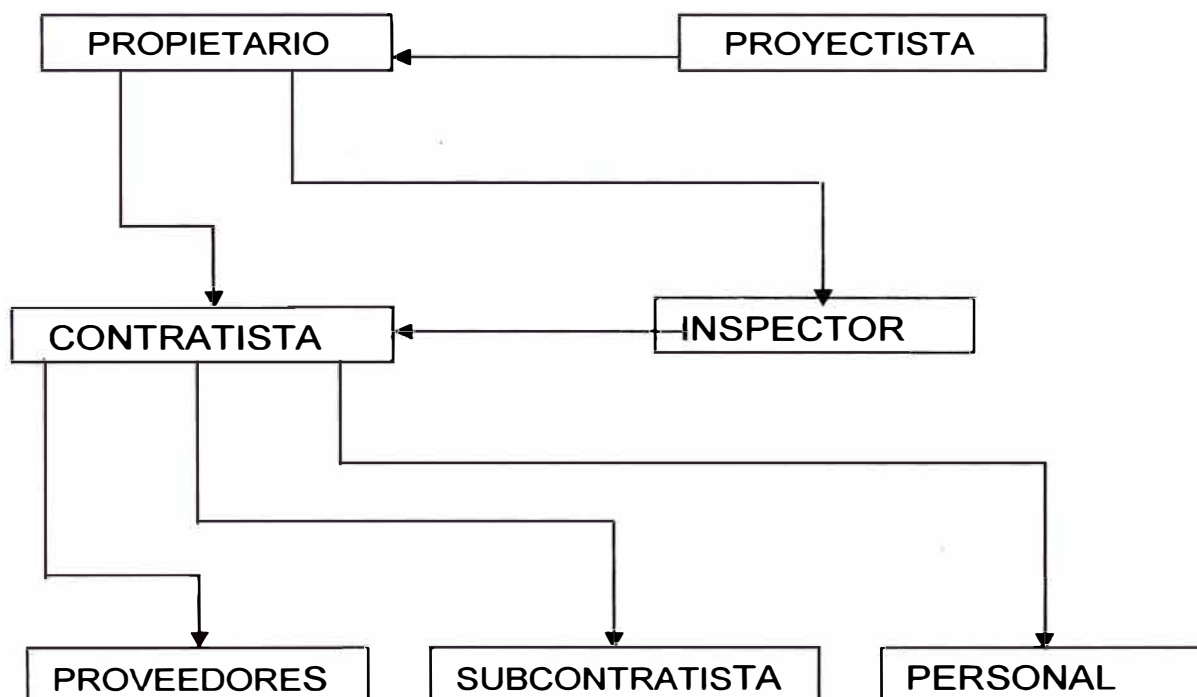 PROPIETARIO
PROYECTISTA
CONTRATISTA
INSPECTOR
PROVEEDORES
SUBCONTRATISTA
PERSONAL